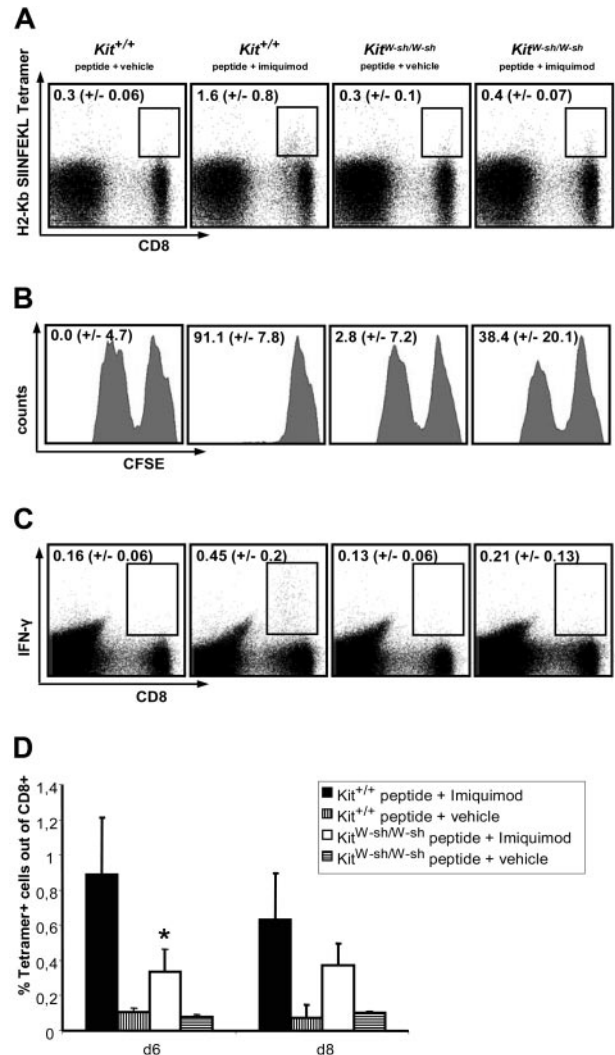 A
Kit+/+ Kit+/+ KitW-sh/W-sh KitW-sh/W-sh
peptide + vehicle peptide + imiquimod peptide + vehicle peptide + imiquimod
H2-Kb SIINFEKL Tetramer
0.3 (+/- 0.06) 1.6 (+/- 0.8) 0.3 (+/- 0.1) 0.4 (+/- 0.07)
CD8
B
counts
0.0 (+/- 4.7) 91.1 (+/- 7.8) 2.8 (+/- 7.2) 38.4 (+/- 20.1)
CFSE
C
IFN-γ
0.16 (+/- 0.06) 0.45 (+/- 0.2) 0.13 (+/- 0.06) 0.21 (+/- 0.13)
CD8
D
% Tetramer+ cells out of CD8+
1,4
1,2
1
0,8
0,6
0,4
0,2
0
*
d6 d8
Kit+/+ peptide + Imiquimod
Kit+/+ peptide + vehicle
KitW-sh/W-sh peptide + Imiquimod
KitW-sh/W-sh peptide + vehicle